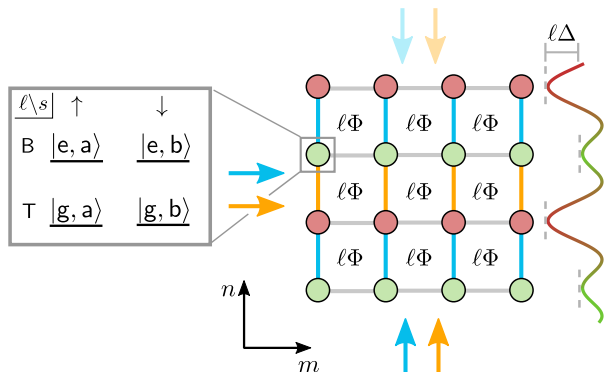 ℓΔ
ℓ\s ↑ ↓
B |e, a⟩ |e, b⟩
T |g, a⟩ |g, b⟩
ℓΦ ℓΦ ℓΦ
ℓΦ ℓΦ ℓΦ
ℓΦ ℓΦ ℓΦ
n
m